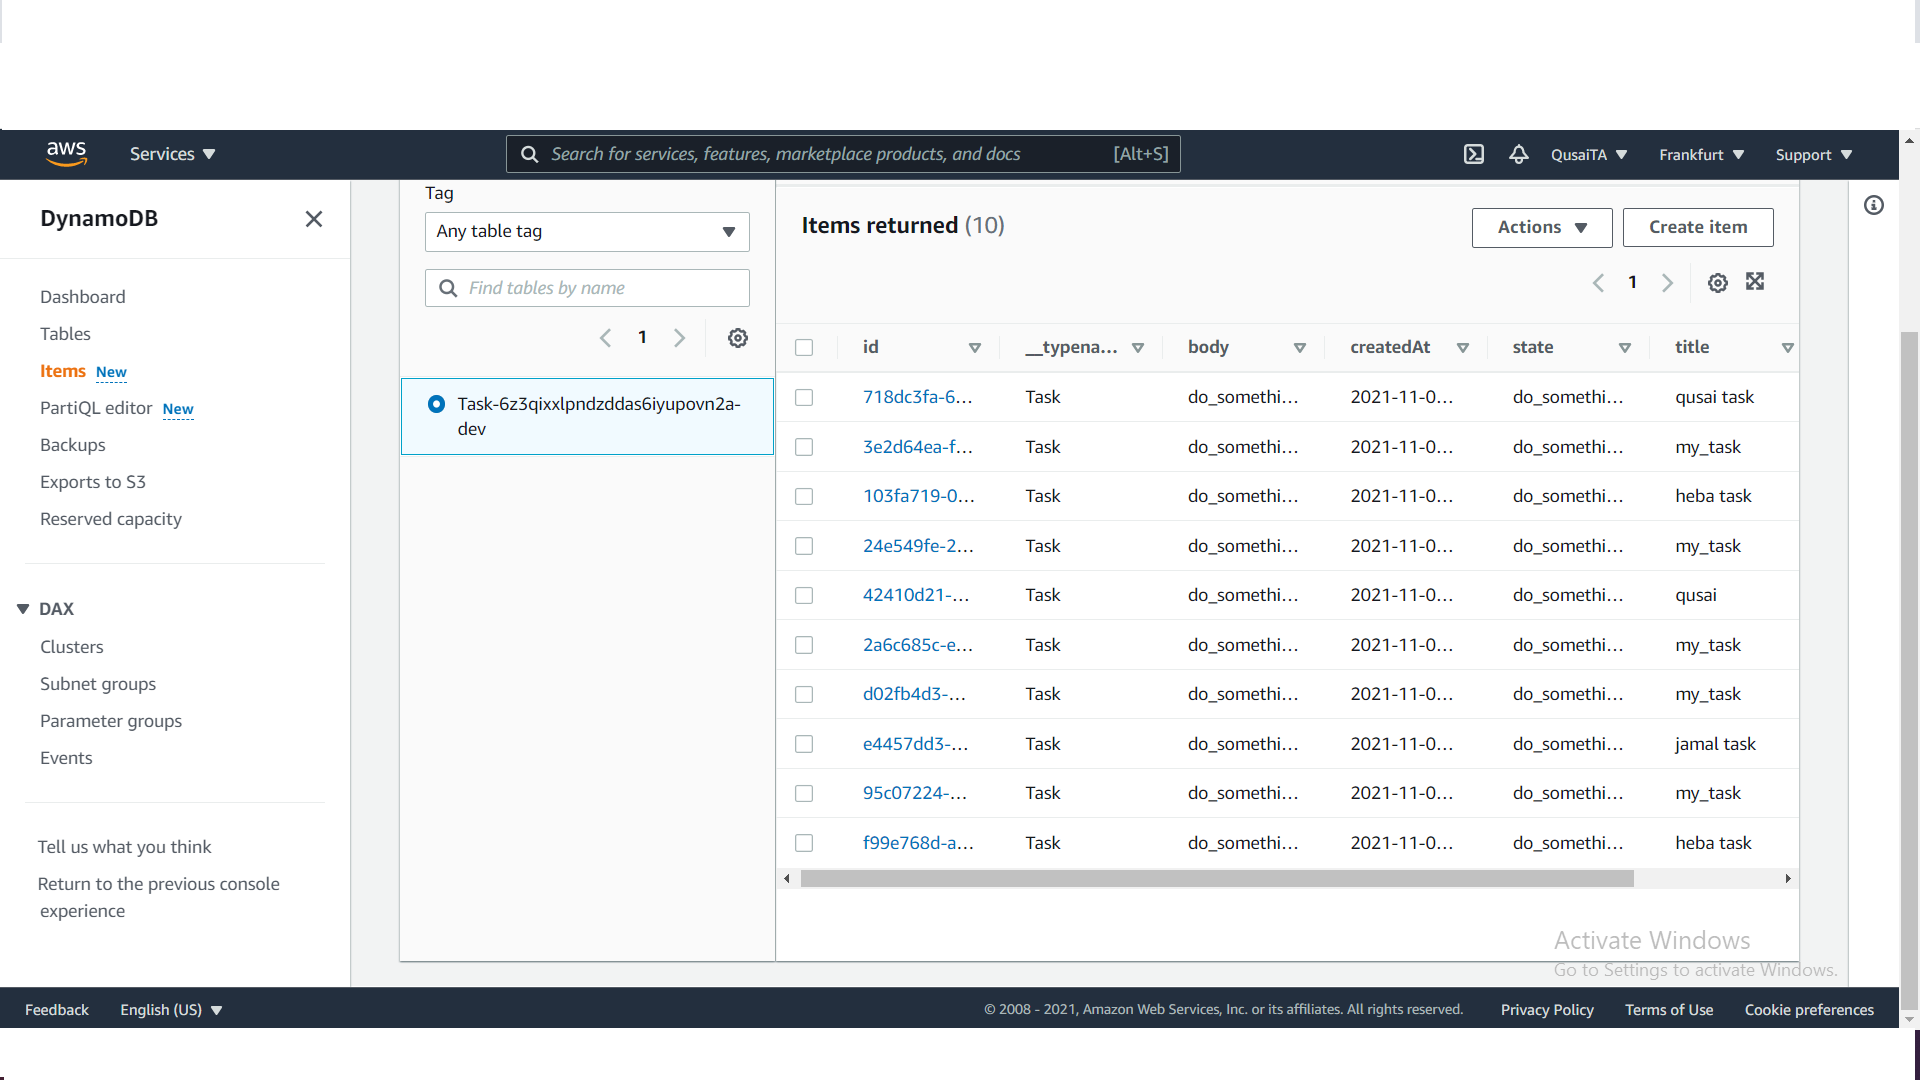 aws
Services
Search for services, features, marketplace products, and docs [Alt+S]
QusaiTA
Frankfurt
Support
DynamoDB
Dashboard
Tables
Items New
PartiQL editor New
Backups
Exports to S3
Reserved capacity
DAX
Clusters
Subnet groups
Parameter groups
Events
Tell us what you think
Return to the previous console
experience
Tag
Any table tag
Find tables by name
1
Task-6z3qixxlpndzddas6iyupovn2a-
dev
Items returned (10)
Actions
Create item
1
id __typena... body createdAt state title
718dc3fa-6... Task do_somethi... 2021-11-0... do_somethi... qusai task
3e2d64ea-f... Task do_somethi... 2021-11-0... do_somethi... my_task
103fa719-0... Task do_somethi... 2021-11-0... do_somethi... heba task
24e549fe-2... Task do_somethi... 2021-11-0... do_somethi... my_task
42410d21-... Task do_somethi... 2021-11-0... do_somethi... qusai
2a6c685c-e... Task do_somethi... 2021-11-0... do_somethi... my_task
d02fb4d3-... Task do_somethi... 2021-11-0... do_somethi... my_task
e4457dd3-... Task do_somethi... 2021-11-0... do_somethi... jamal task
95c07224-... Task do_somethi... 2021-11-0... do_somethi... my_task
f99e768d-a... Task do_somethi... 2021-11-0... do_somethi... heba task
Activate Windows
Go to Settings to activate Windows.
Feedback
English (US)
© 2008 - 2021, Amazon Web Services, Inc. or its affiliates. All rights reserved.
Privacy Policy
Terms of Use
Cookie preferences